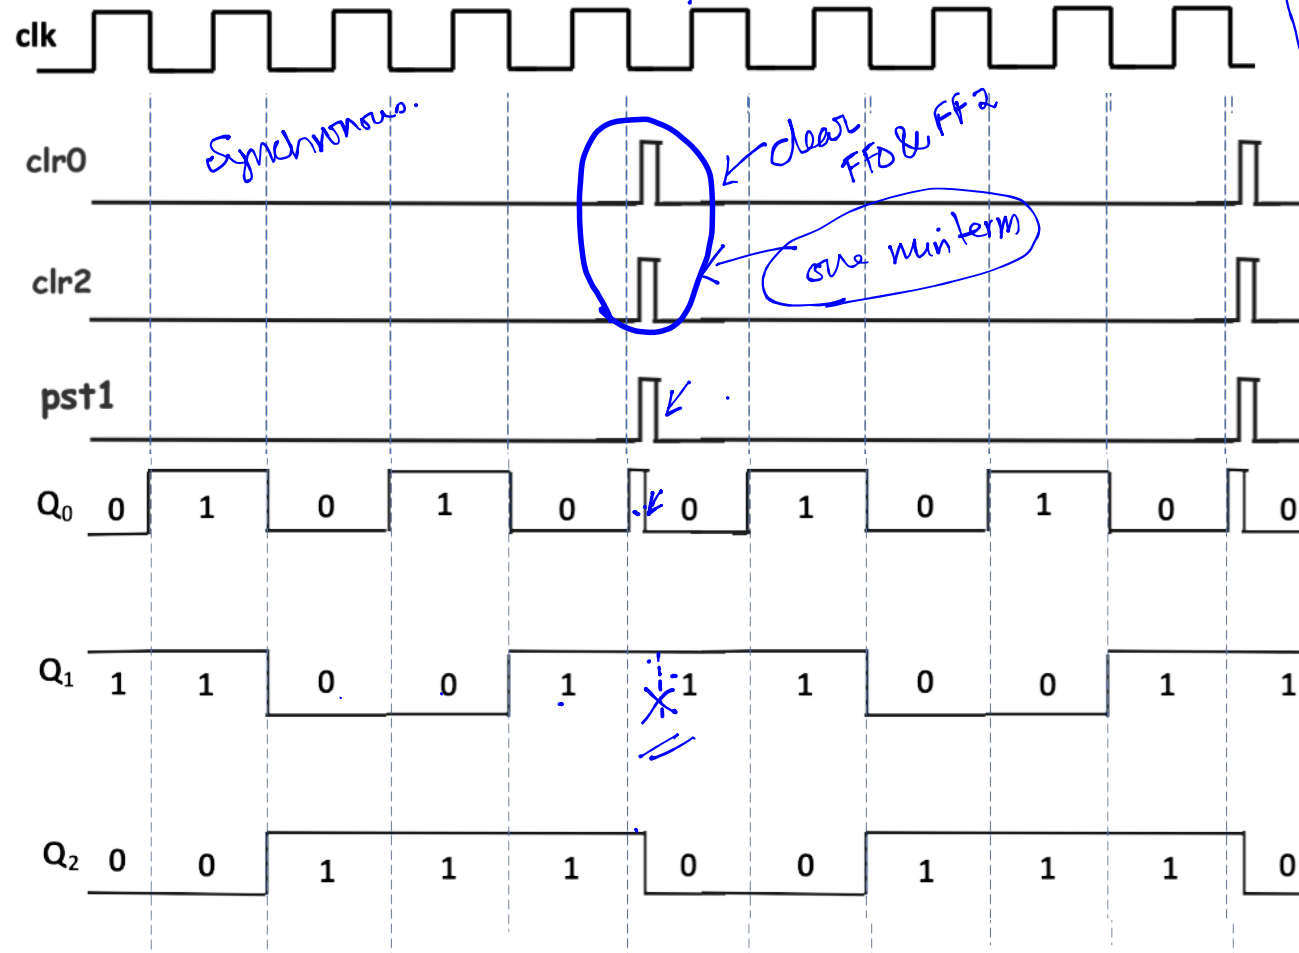 clk
Synchronous.
clear
FF0 & FF2
clr0
one minterm
clr2
pst1
Q0 0 1 0 1 0 0 1 0 1 0 0
Q1 1 1 0 0 1 1 1 0 0 1 1
Q2 0 0 1 1 1 0 0 1 1 1 0